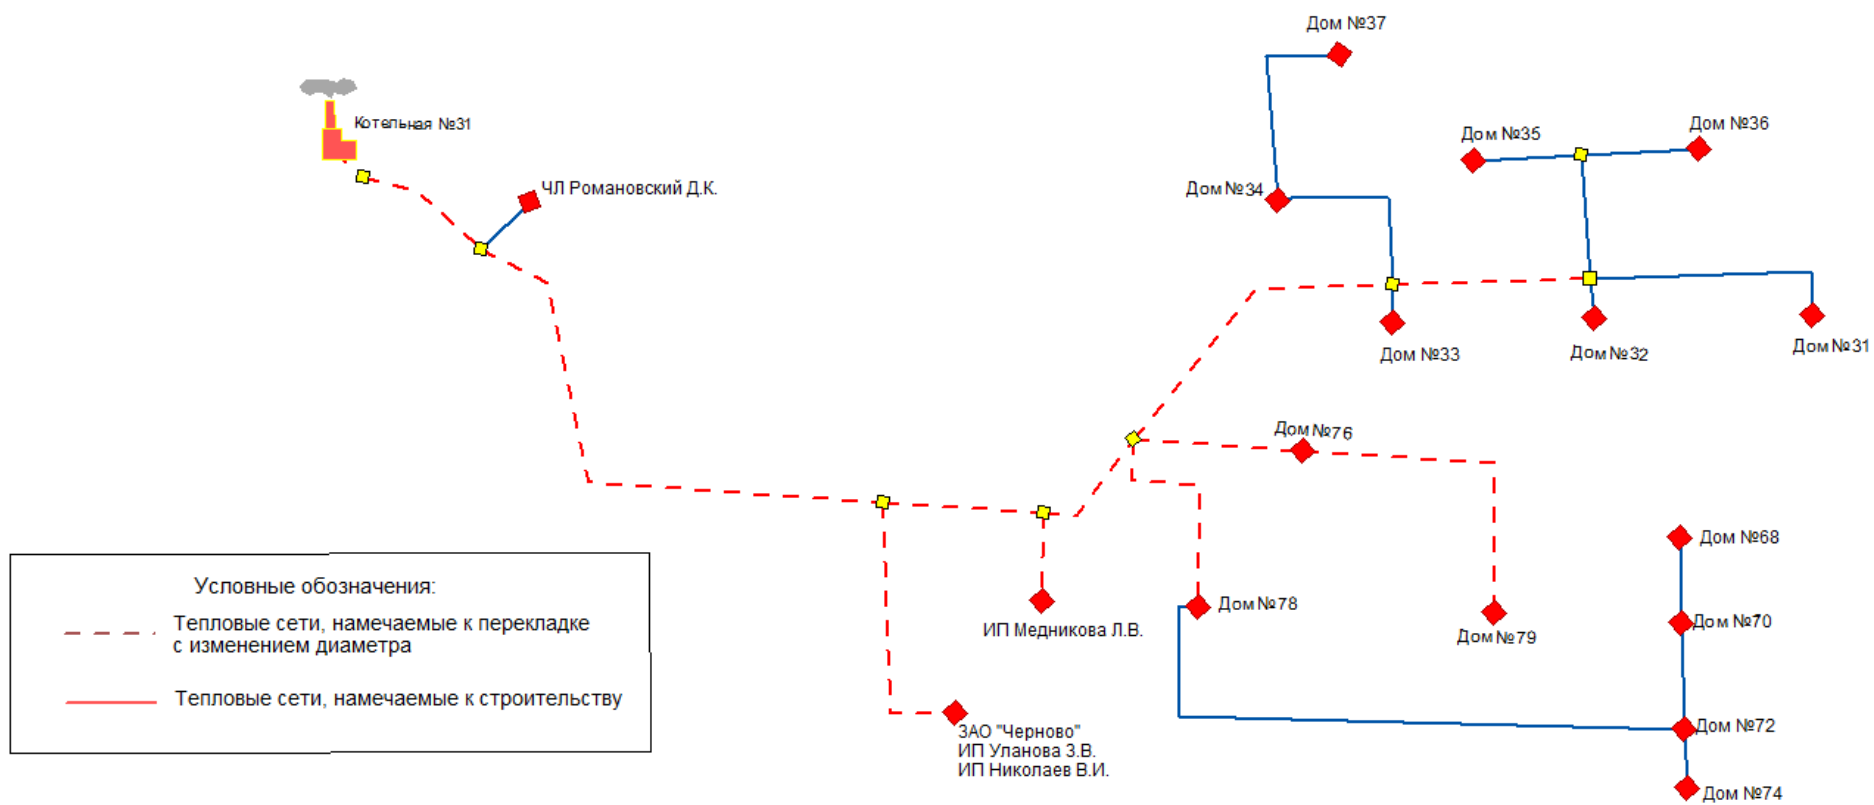 Дом №37
Котельная №31
Дом №35
Дом №36
ЧЛ Романовский Д.К.
Дом №34
Дом №33
Дом №32
Дом №31
Дом №76
Дом №68
Условные обозначения:
Тепловые сети, намечаемые к перекладке
с изменением диаметра
Тепловые сети, намечаемые к строительству
ИП Медникова Л.В.
Дом №78
Дом №79
Дом №70
ЗАО "Черново"
ИП Уланова З.В.
ИП Николаев В.И.
Дом №72
Дом №74